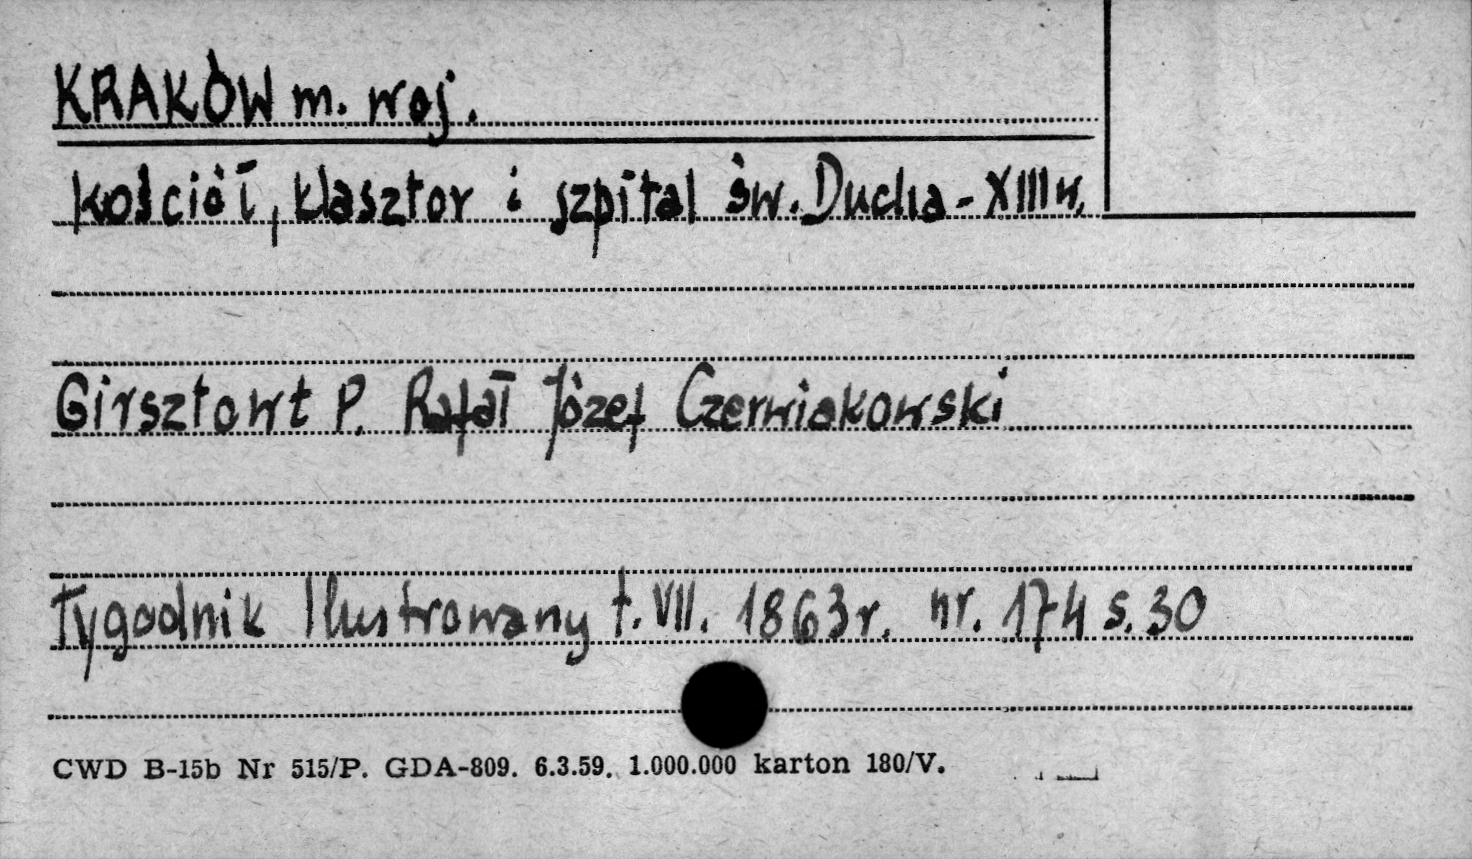 KRAKÓW m. woj.
Kościół, klasztor i szpital św. Ducha - XIII w.
Girsztowt P. Rafał Józef Czerwiakowski
Tygodnik Ilustrowany t. VII. 1863 r. nr. 174 s. 30
CWD B-15b Nr 515/P. GDA-809. 6.3.59. 1.000.000 karton 180/V.